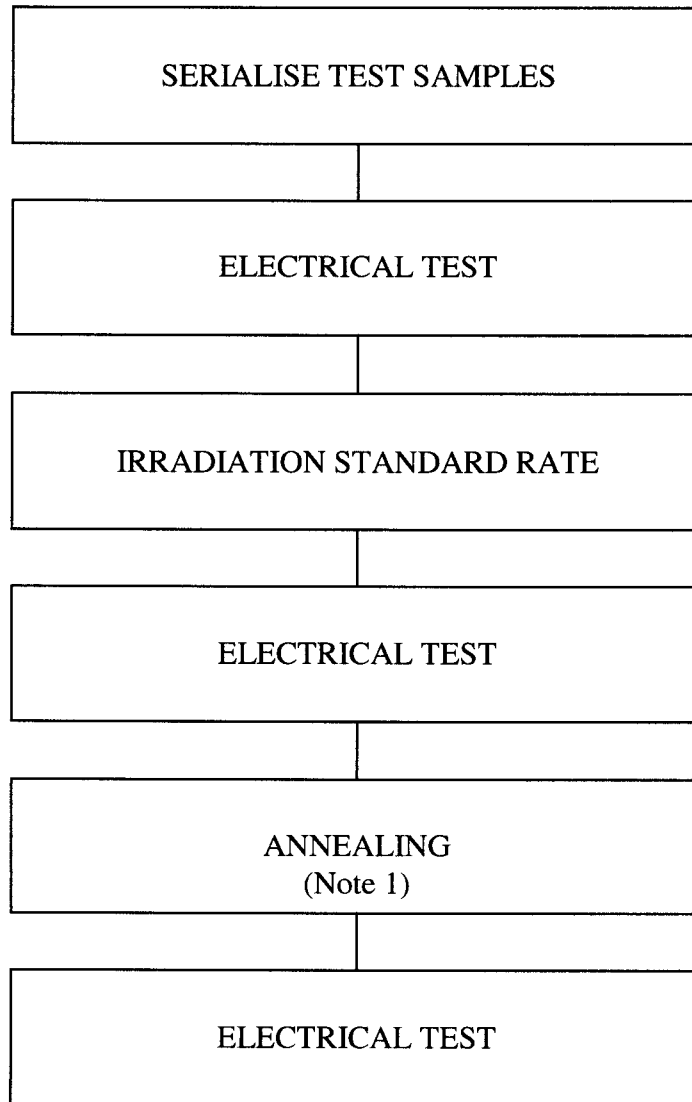 SERIALISE TEST SAMPLES
ELECTRICAL TEST
IRRADIATION STANDARD RATE
ELECTRICAL TEST
ANNEALING
(Note 1)
ELECTRICAL TEST